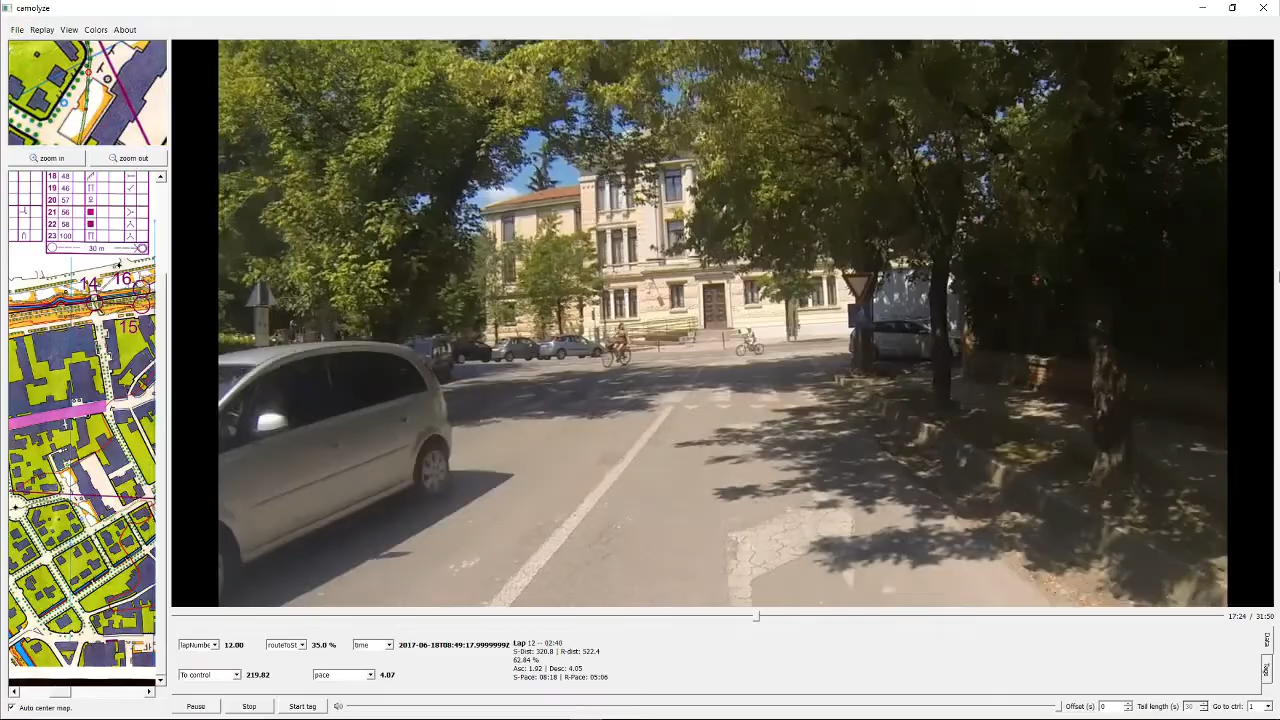 camolyze
File Replay View Colors About
zoom in zoom out
18 48
19 46
20 57
21 56
22 58
23 100
30 m
14 16
15
17:24 / 31:50
lapNumbe 12.00 routeToSt 35.0 % time 2017-06-18T08:49:17.9999999Z
Lap 12 -- 02:40
S-Dist: 320.8 | R-dist: 522.4
62.84 %
Asc: 1.92 | Desc: 4.05
S-Pace: 08:18 | R-Pace: 05:06
To control 219.82 pace 4.07
Data
Tags
Auto center map.
Pause Stop Start tag
Offset (s) 0 Tail length (s) 30 Go to ctrl: 1